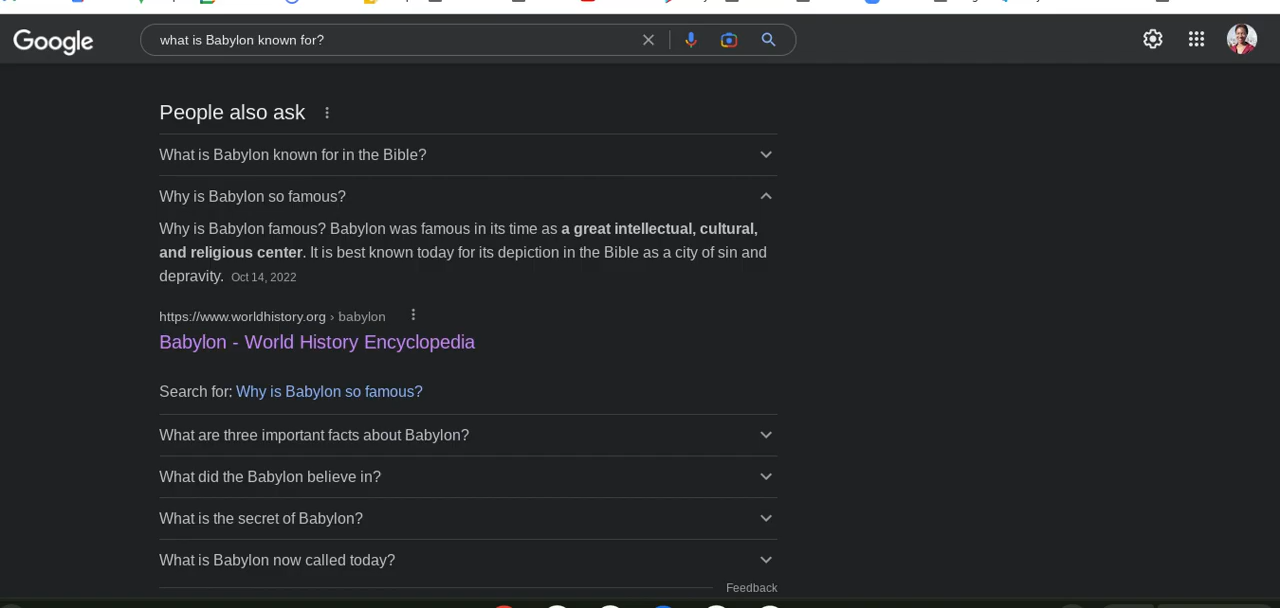 Google
what is Babylon known for?
People also ask
What is Babylon known for in the Bible?
Why is Babylon so famous?
Why is Babylon famous? Babylon was famous in its time as a great intellectual, cultural,
and religious center. It is best known today for its depiction in the Bible as a city of sin and
depravity. Oct 14, 2022
https://www.worldhistory.org › babylon
Babylon - World History Encyclopedia
Search for: Why is Babylon so famous?
What are three important facts about Babylon?
What did the Babylon believe in?
What is the secret of Babylon?
What is Babylon now called today?
Feedback